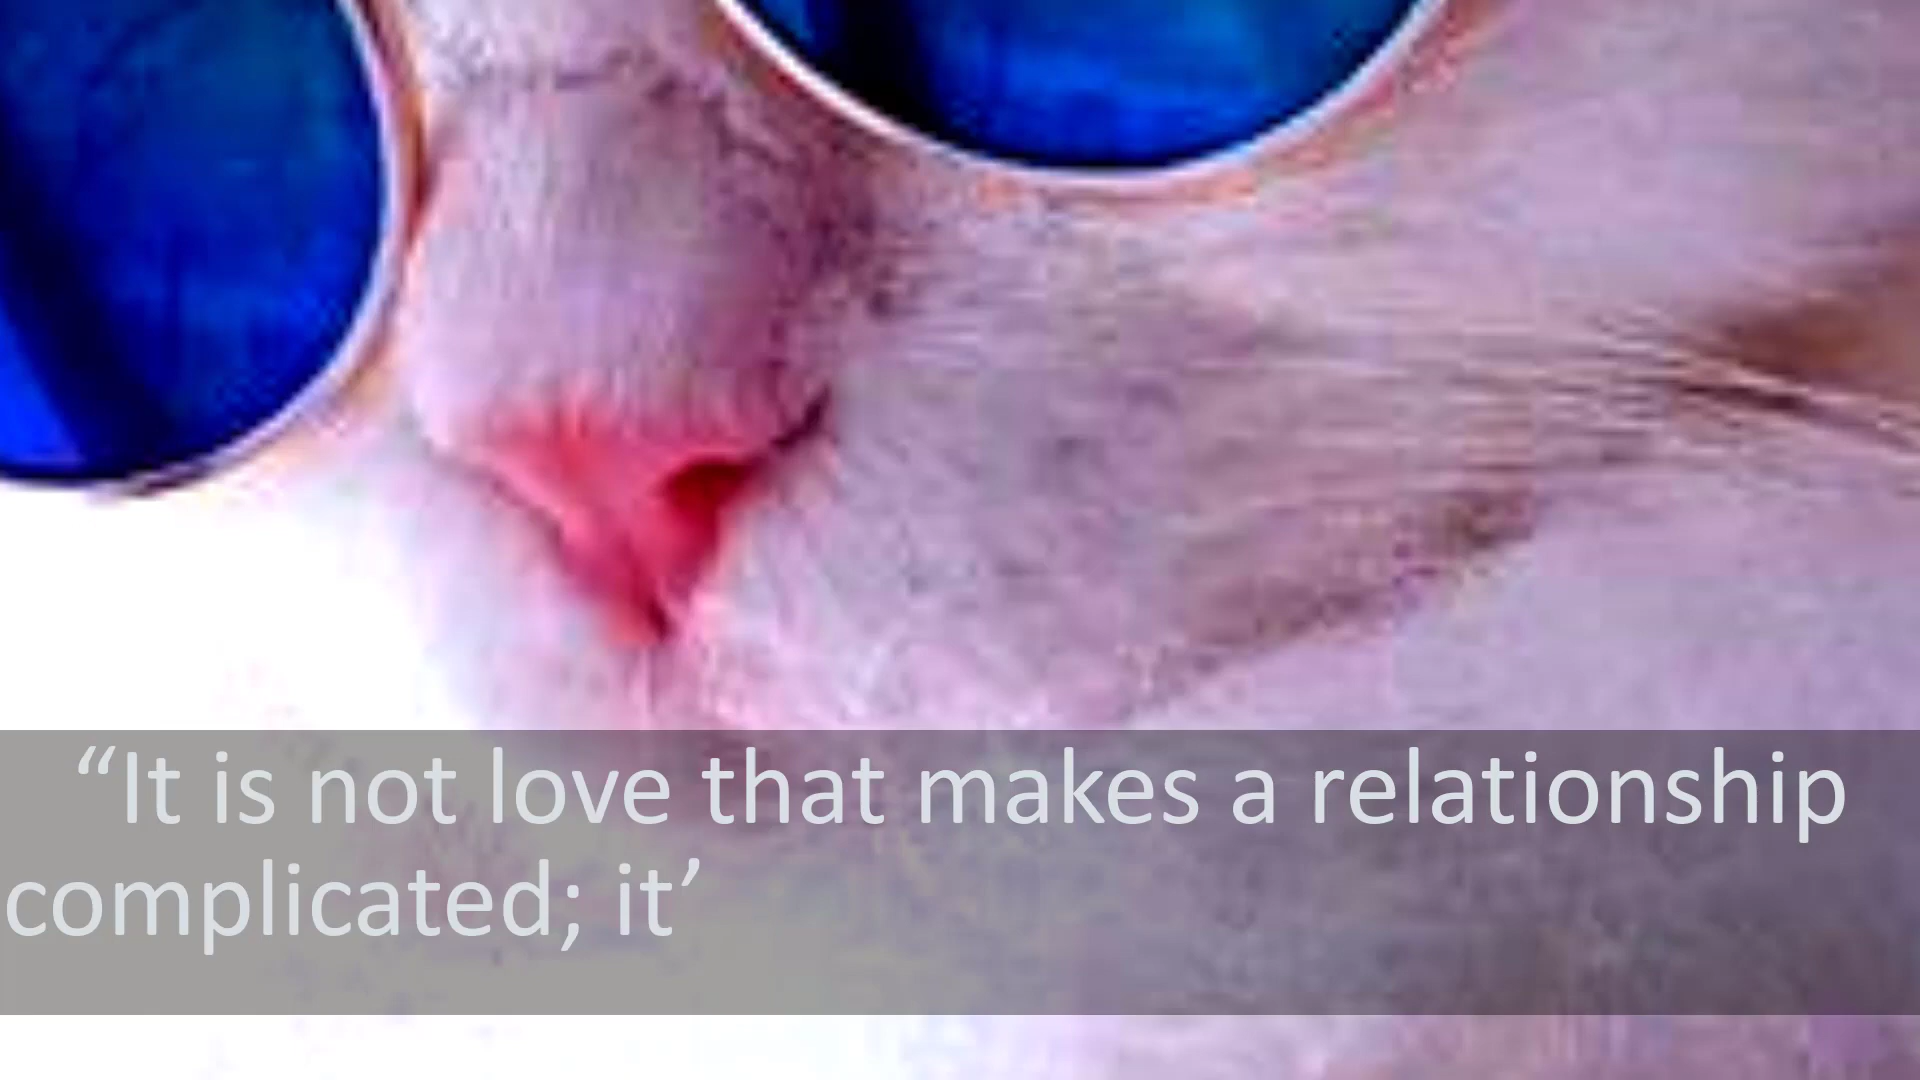 “It is not love that makes a relationship
complicated; it’